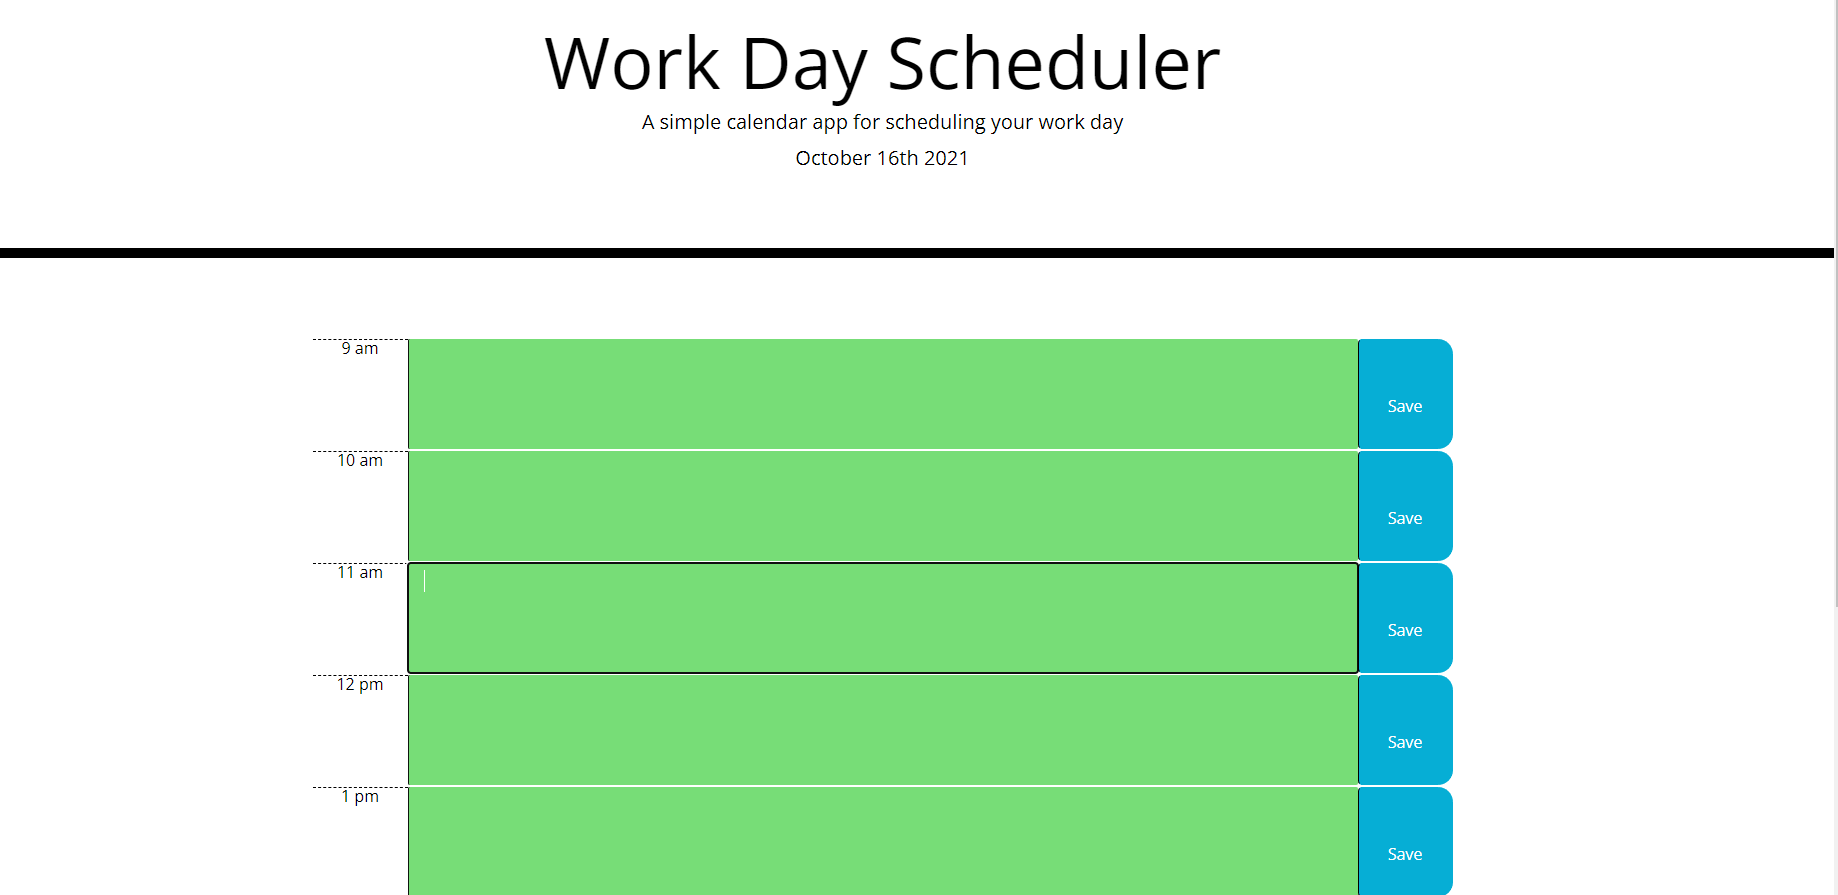 Work Day Scheduler
A simple calendar app for scheduling your work day
October 16th 2021
9 am
Save
10 am
Save
11 am
Save
12 pm
Save
1 pm
Save